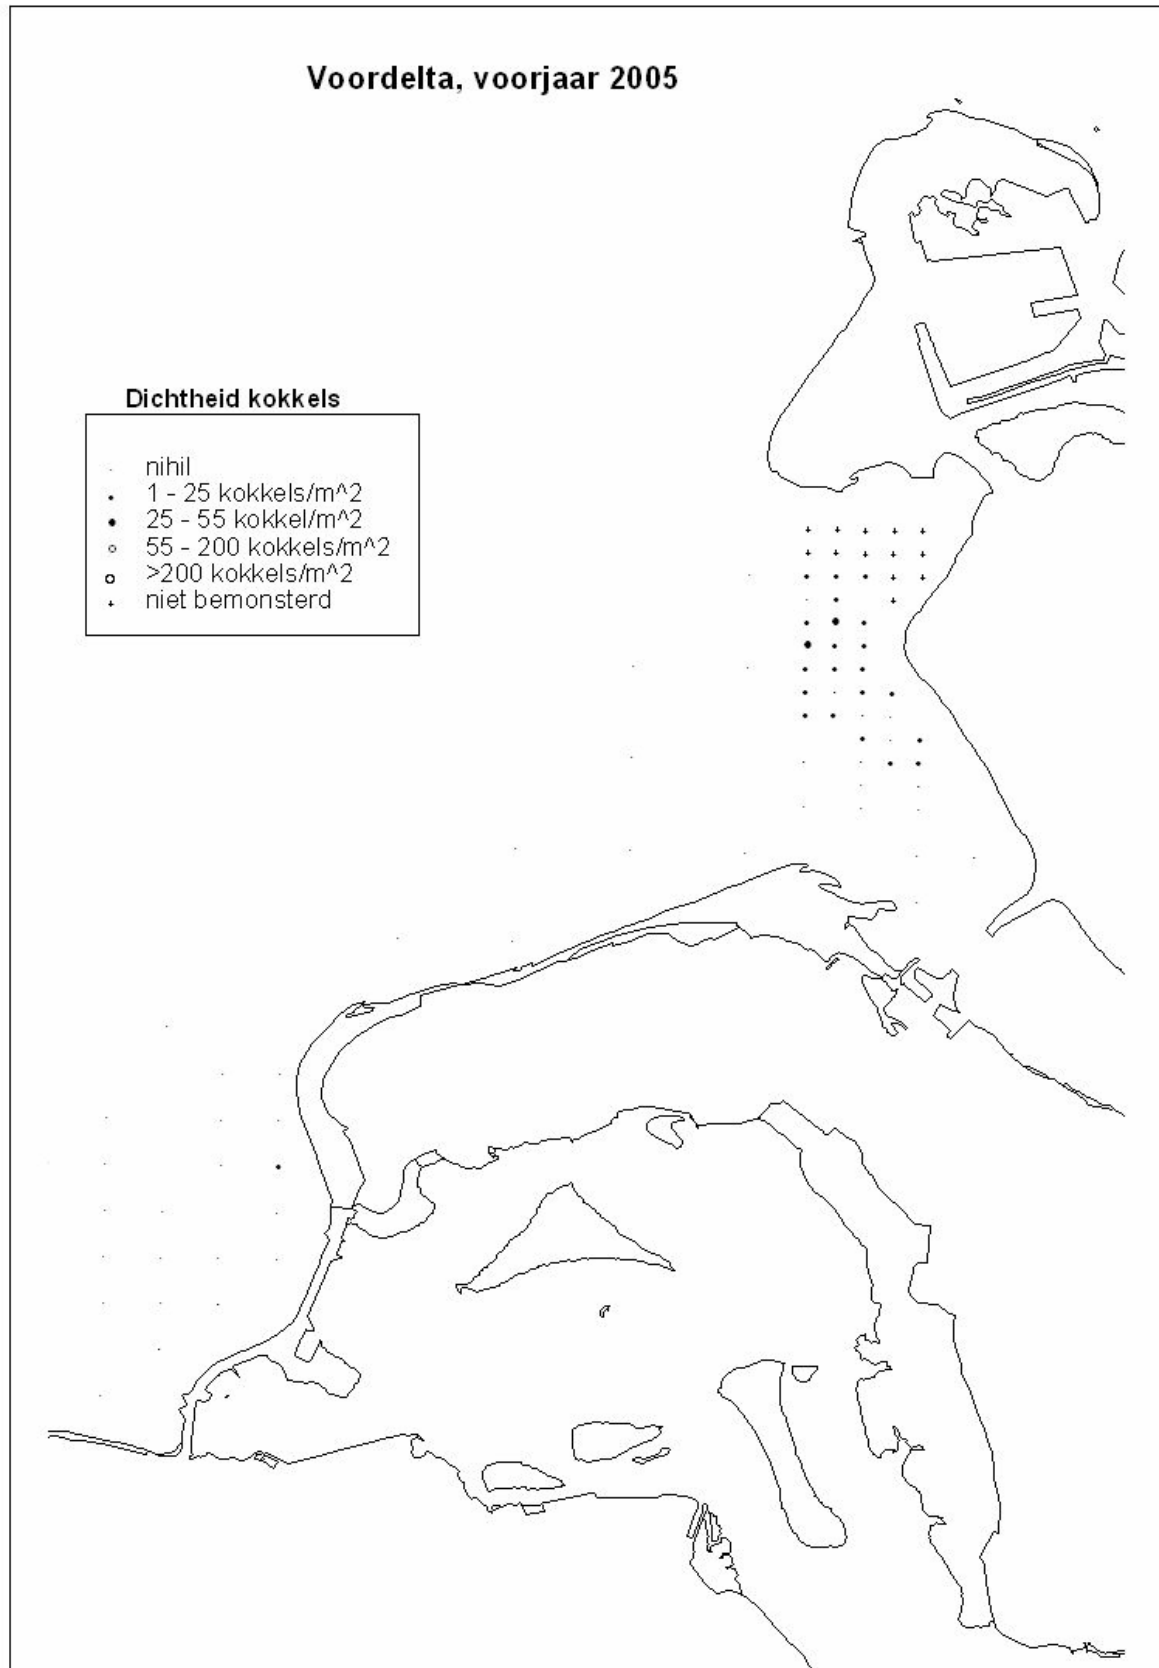 Voordelta, voorjaar 2005
Dichtheid kokkels
nihil
1 - 25 kokkels/m^2
25 - 55 kokkel/m^2
55 - 200 kokkels/m^2
>200 kokkels/m^2
niet bemonsterd